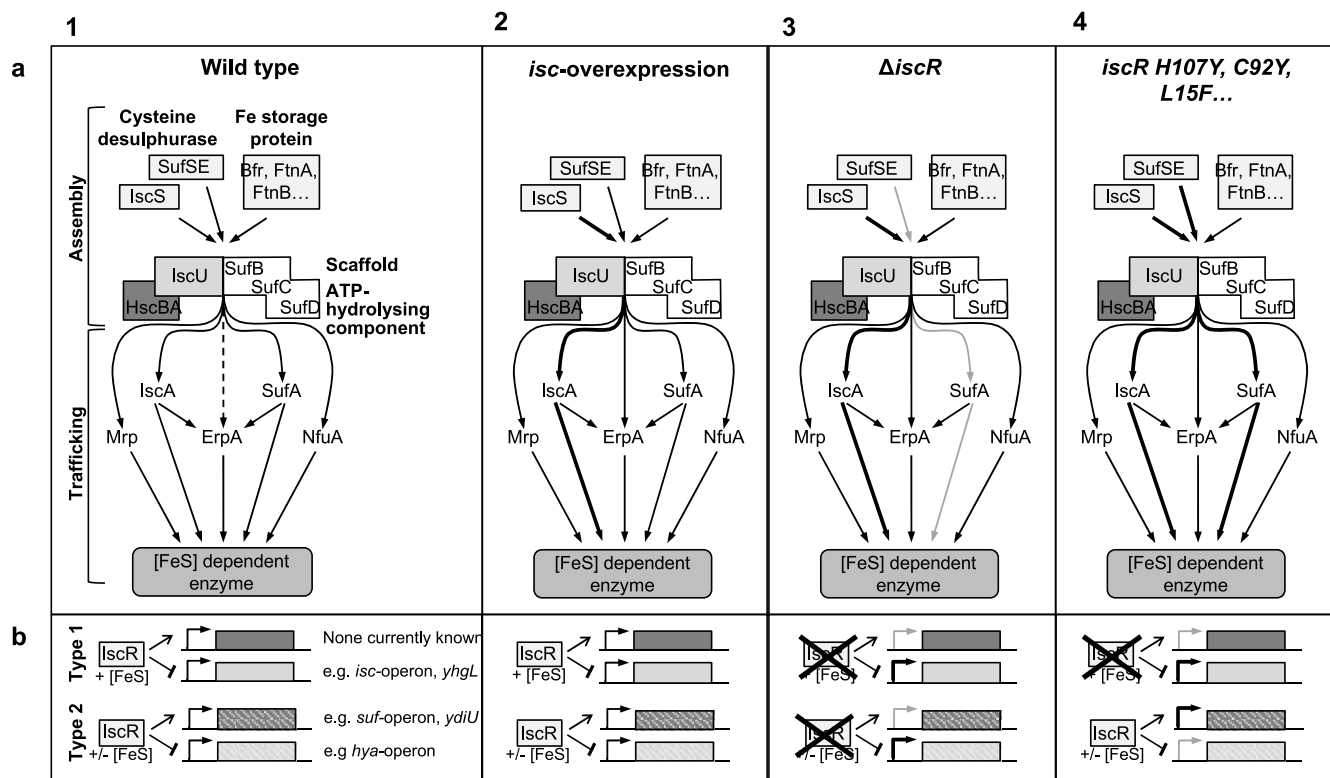 1
2
3
4
a
Wild type
isc-overexpression
ΔiscR
iscR H107Y, C92Y,
L15F...
Assembly
Cysteine
desulphurase
Fe storage
protein
SufSE
IscS
Bfr, FtnA,
FtnB...
IscU
SufB
SufC
SufD
HscBA
Scaffold
ATP-
hydrolysing
component
Trafficking
IscA
SufA
Mrp
ErpA
NfuA
[FeS] dependent
enzyme
SufSE
IscS
Bfr, FtnA,
FtnB...
IscU
SufB
SufC
SufD
HscBA
IscA
SufA
Mrp
ErpA
NfuA
[FeS] dependent
enzyme
SufSE
IscS
Bfr, FtnA,
FtnB...
IscU
SufB
SufC
SufD
HscBA
IscA
SufA
Mrp
ErpA
NfuA
[FeS] dependent
enzyme
SufSE
IscS
Bfr, FtnA,
FtnB...
IscU
SufB
SufC
SufD
HscBA
IscA
SufA
Mrp
ErpA
NfuA
[FeS] dependent
enzyme
b
Type 1
IscR
+ [FeS]
None currently known
e.g. isc-operon, yhgL
Type 2
IscR
+/- [FeS]
e.g. suf-operon, ydiU
e.g hya-operon
IscR
+ [FeS]
IscR
+/- [FeS]
IscR
+ [FeS]
IscR
+/- [FeS]
IscR
+ [FeS]
IscR
+/- [FeS]